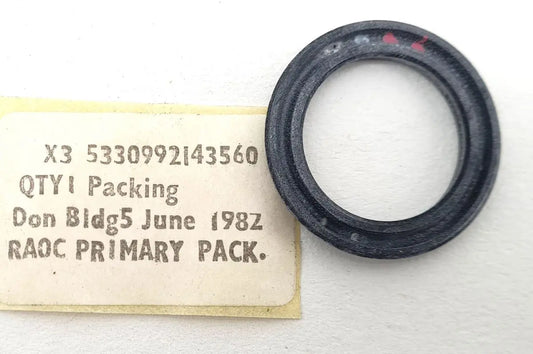 X3 5330992143560
QTY1 Packing
Don Bldg5 June 1982
RAOC PRIMARY PACK.